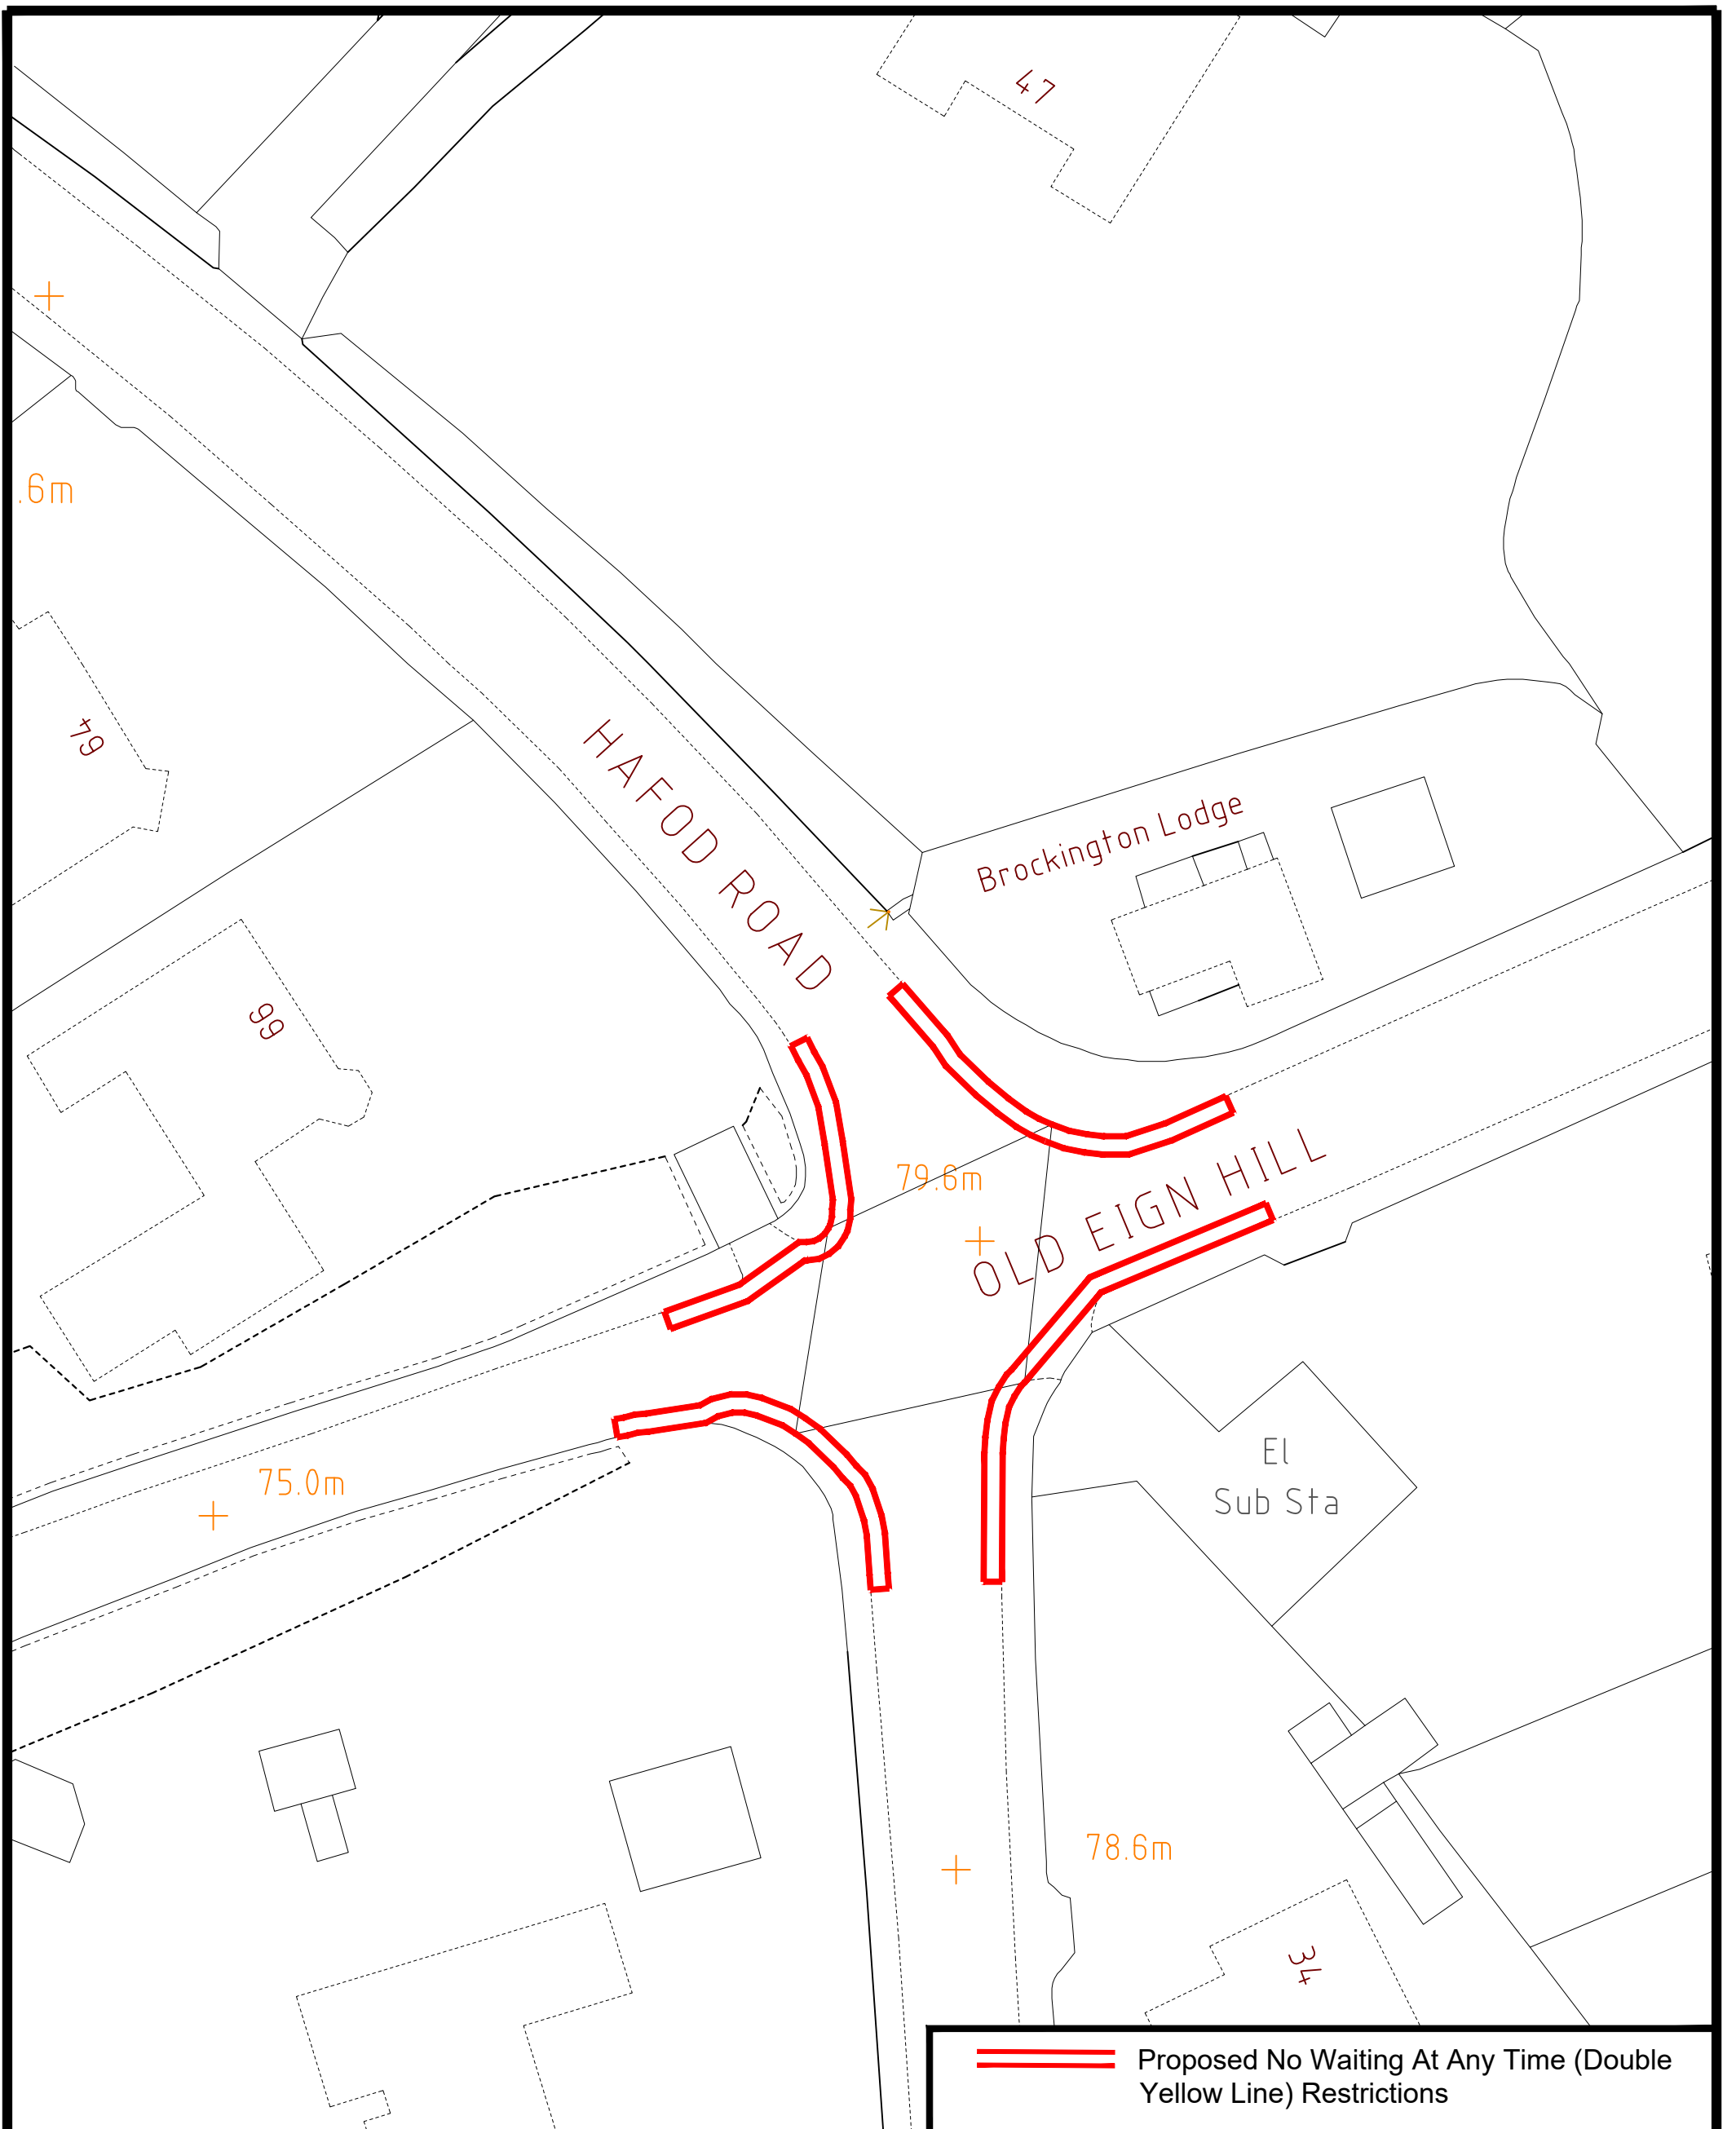 47
.6m
64
HAFOD ROAD
Brockington Lodge
66
79.6m
OLD EIGN HILL
El
Sub Sta
75.0m
78.6m
34
Proposed No Waiting At Any Time (Double
Yellow Line) Restrictions